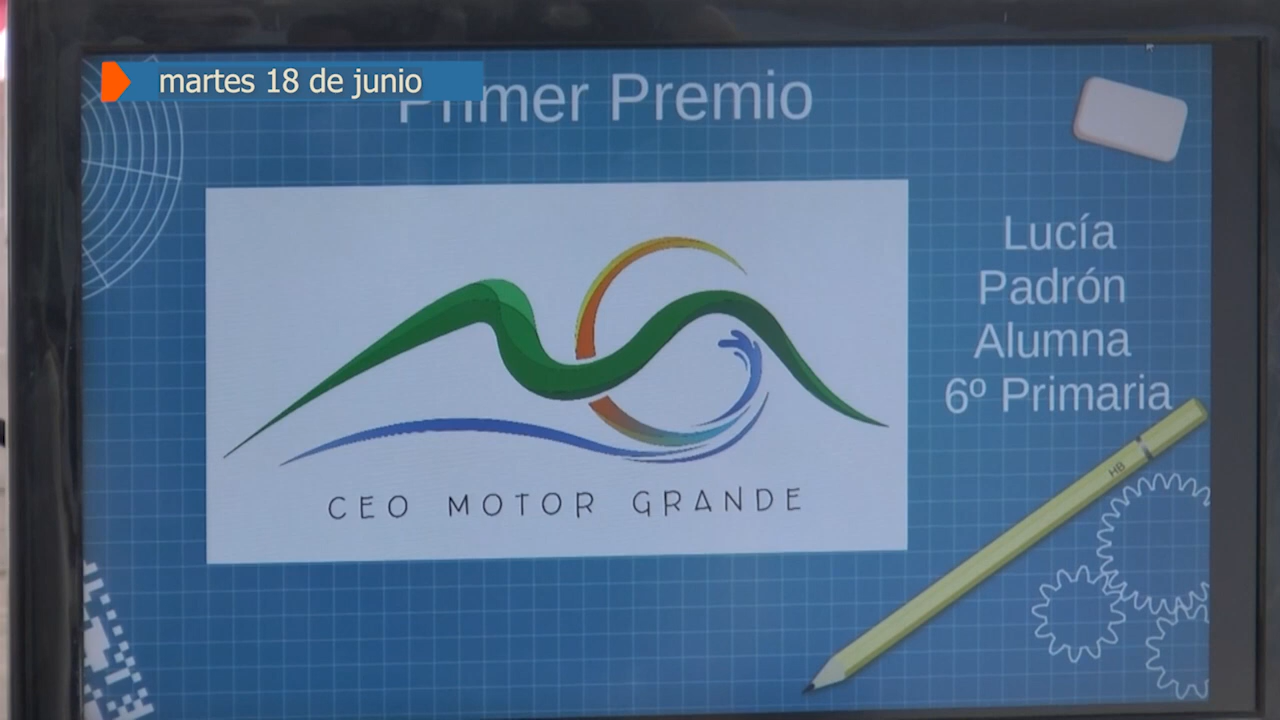 martes 18 de junio
Primer Premio
Lucía
Padrón
Alumna
6º Primaria
CEO MOTOR GRANDE
HB